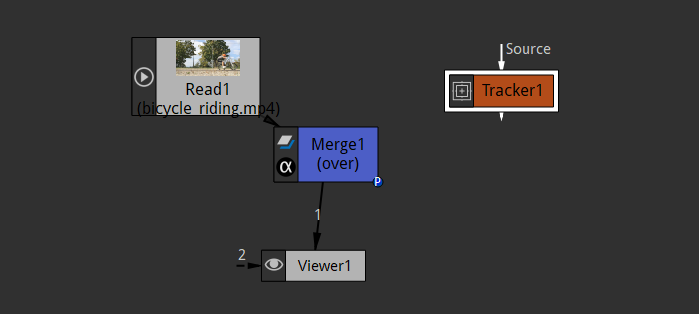 Source
Read1
(bicycle_riding.mp4)
Tracker1
Merge1
(over)
α
P
1
2
Viewer1